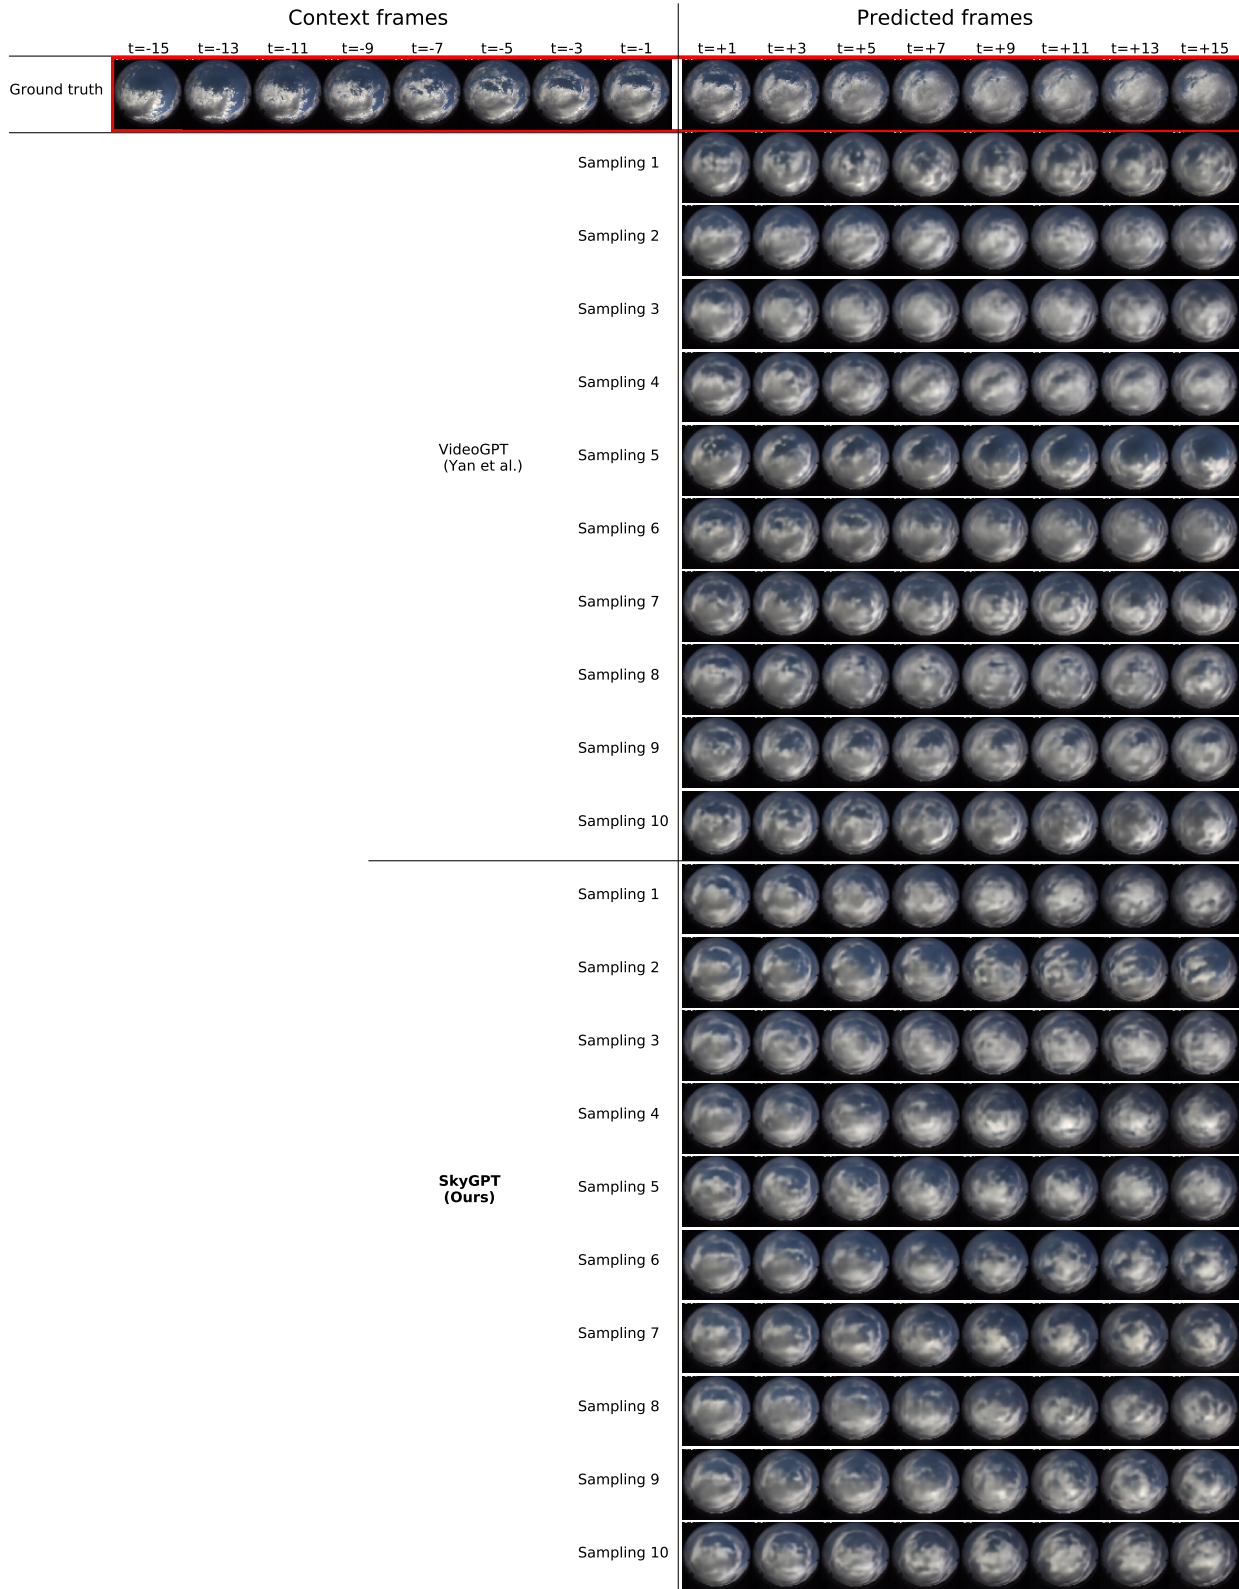 Context frames
Predicted frames
t=-15 t=-13 t=-11 t=-9 t=-7 t=-5 t=-3 t=-1 t=+1 t=+3 t=+5 t=+7 t=+9 t=+11 t=+13 t=+15
Ground truth
Sampling 1
Sampling 2
Sampling 3
Sampling 4
VideoGPT
(Yan et al.)
Sampling 5
Sampling 6
Sampling 7
Sampling 8
Sampling 9
Sampling 10
Sampling 1
Sampling 2
Sampling 3
Sampling 4
SkyGPT
(Ours)
Sampling 5
Sampling 6
Sampling 7
Sampling 8
Sampling 9
Sampling 10